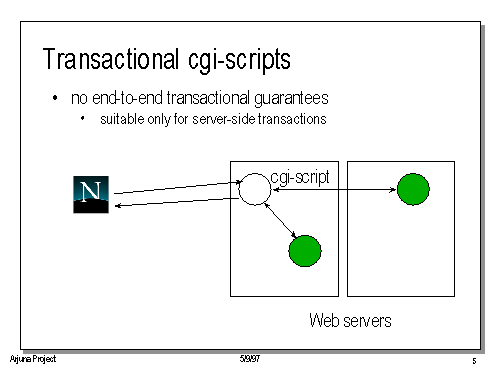 Transactional cgi-scripts
• no end-to-end transactional guarantees
• suitable only for server-side transactions
N
cgi-script
Web servers
Arjuna Project
5/9/97
5